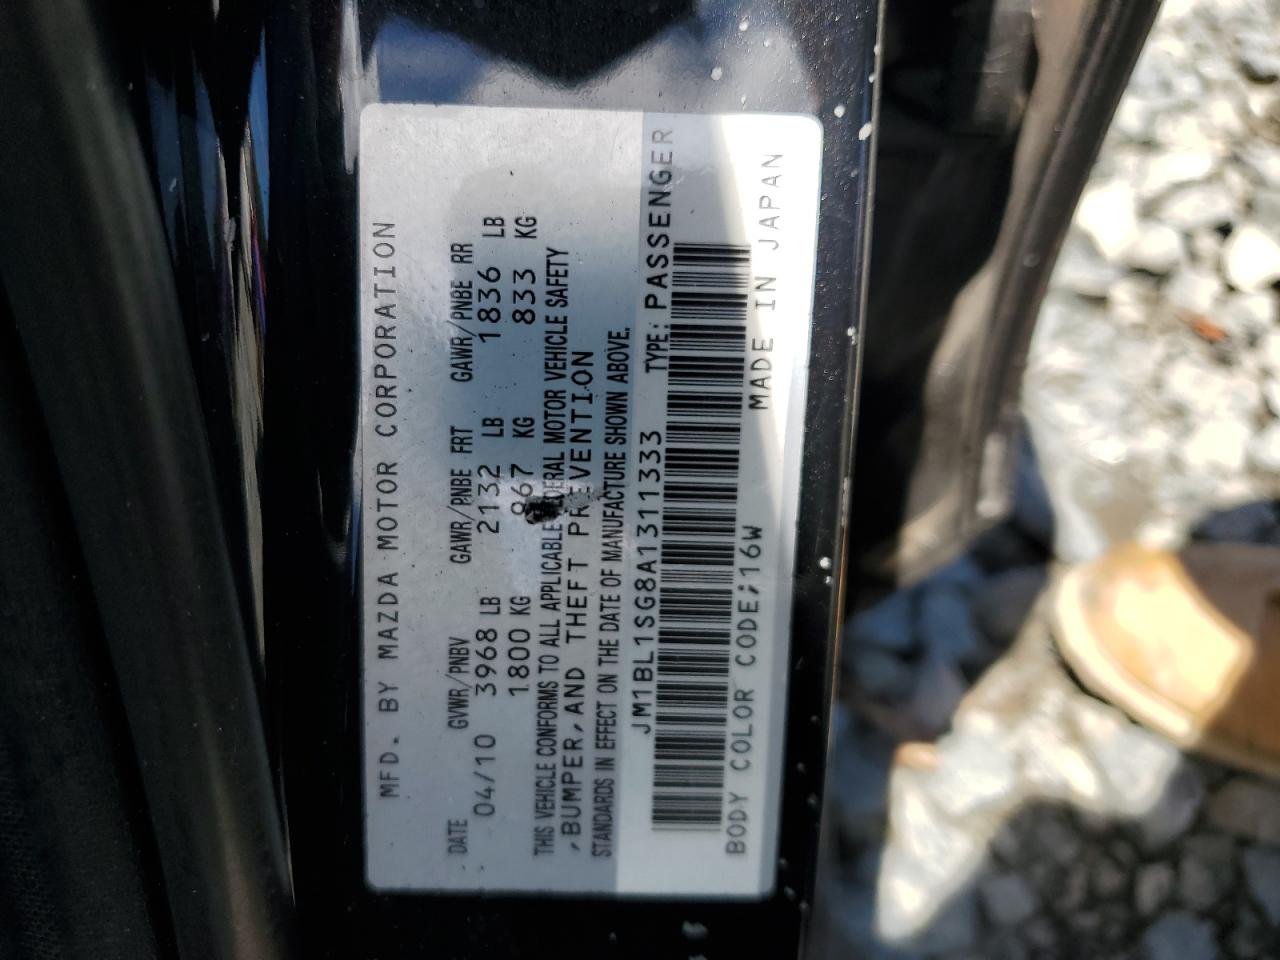 MFD. BY MAZDA MOTOR CORPORATION
DATE GVWR/PNBV GAWR/PNBE FRT GAWR/PNBE RR
04/10 3968 LB 2132 LB 1836 LB
1800 KG 967 KG 833 KG
THIS VEHICLE CONFORMS TO ALL APPLICABLE FEDERAL MOTOR VEHICLE SAFETY
,BUMPER,AND THEFT PREVENTION
STANDARDS IN EFFECT ON THE DATE OF MANUFACTURE SHOWN ABOVE.
JM1BL1SG8A1311333 TYPE: PASSENGER
BODY COLOR CODE;16W MADE IN JAPAN